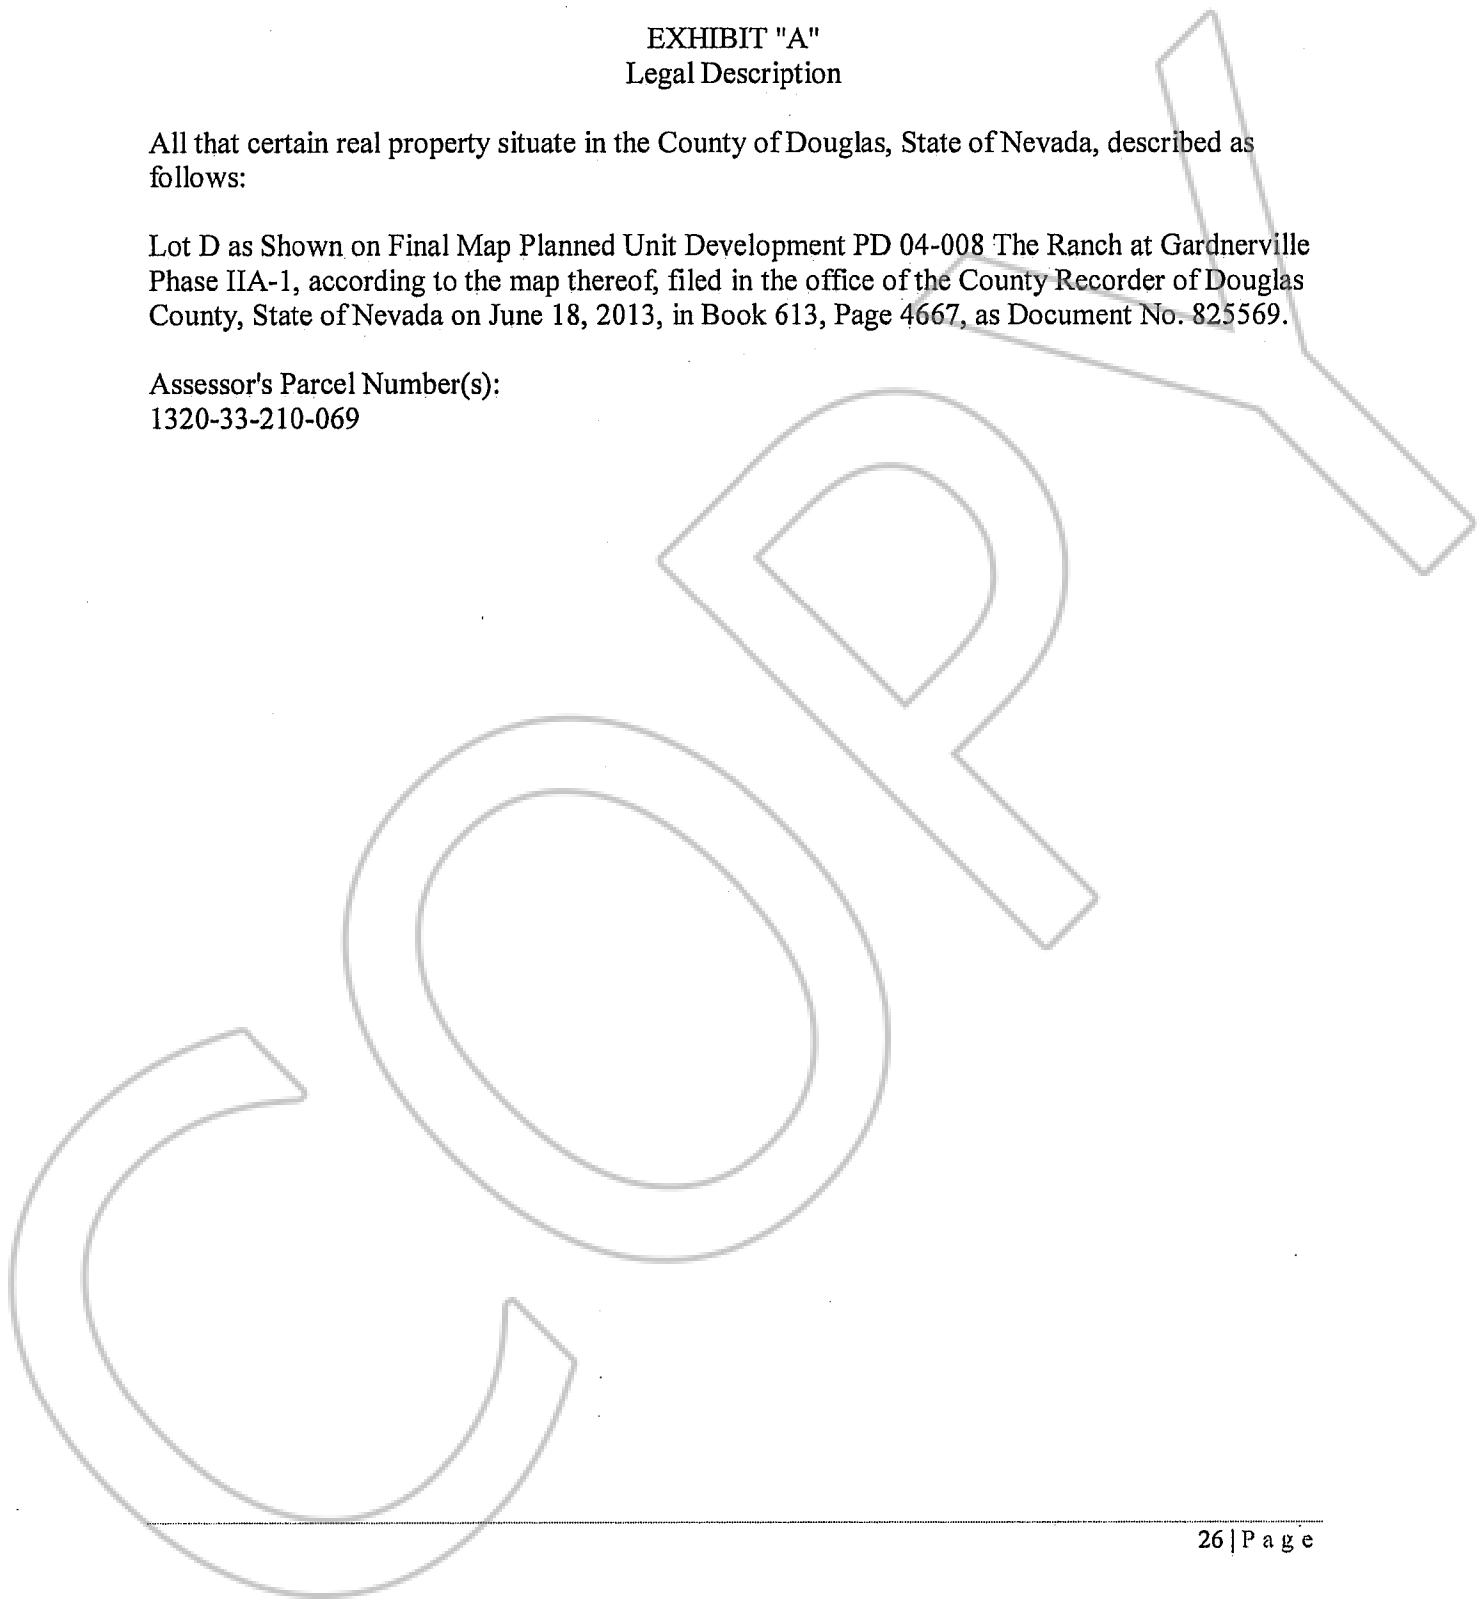 EXHIBIT "A"
Legal Description
All that certain real property situate in the County of Douglas, State of Nevada, described as
follows:
Lot D as Shown on Final Map Planned Unit Development PD 04-008 The Ranch at Gardnerville
Phase IIA-1, according to the map thereof, filed in the office of the County Recorder of Douglas
County, State of Nevada on June 18, 2013, in Book 613, Page 4667, as Document No. 825569.
Assessor's Parcel Number(s):
1320-33-210-069
COPY
26 | P a g e